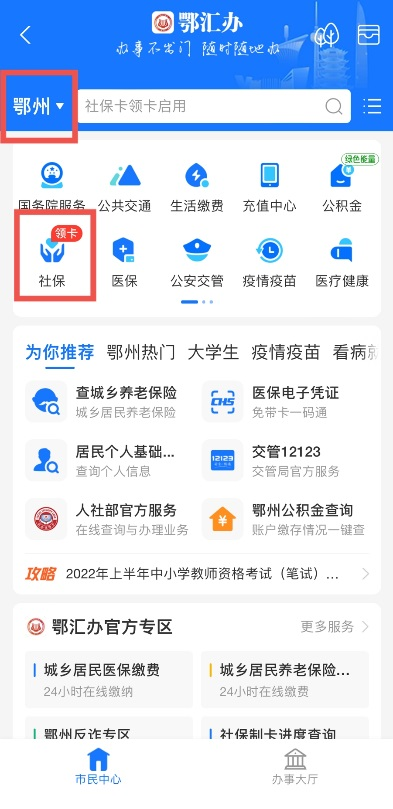 鄂汇办
办事不出门 随时随地办
鄂州
社保卡领卡启用
绿色能量
国务院服务 公共交通 生活缴费 充值中心 公积金
领卡
社保 医保 公安交管 疫情疫苗 医疗健康
为你推荐 鄂州热门 大学生 疫情疫苗 看病就
查城乡养老保险 医保电子凭证
城乡居民养老保险 免带卡一码通
CHS
居民个人基础... 交管12123
查询个人信息 交管局官方服务
12123
人社部官方服务 鄂州公积金查询
在线查询与办理业务 账户缴存情况一键查
攻略 2022年上半年中小学教师资格考试（笔试）...
鄂汇办官方专区 更多服务
城乡居民医保缴费 城乡居民养老保险...
24小时在线缴纳 24小时在线缴费
鄂州反诈专区 社保制卡进度查询
市民中心 办事大厅